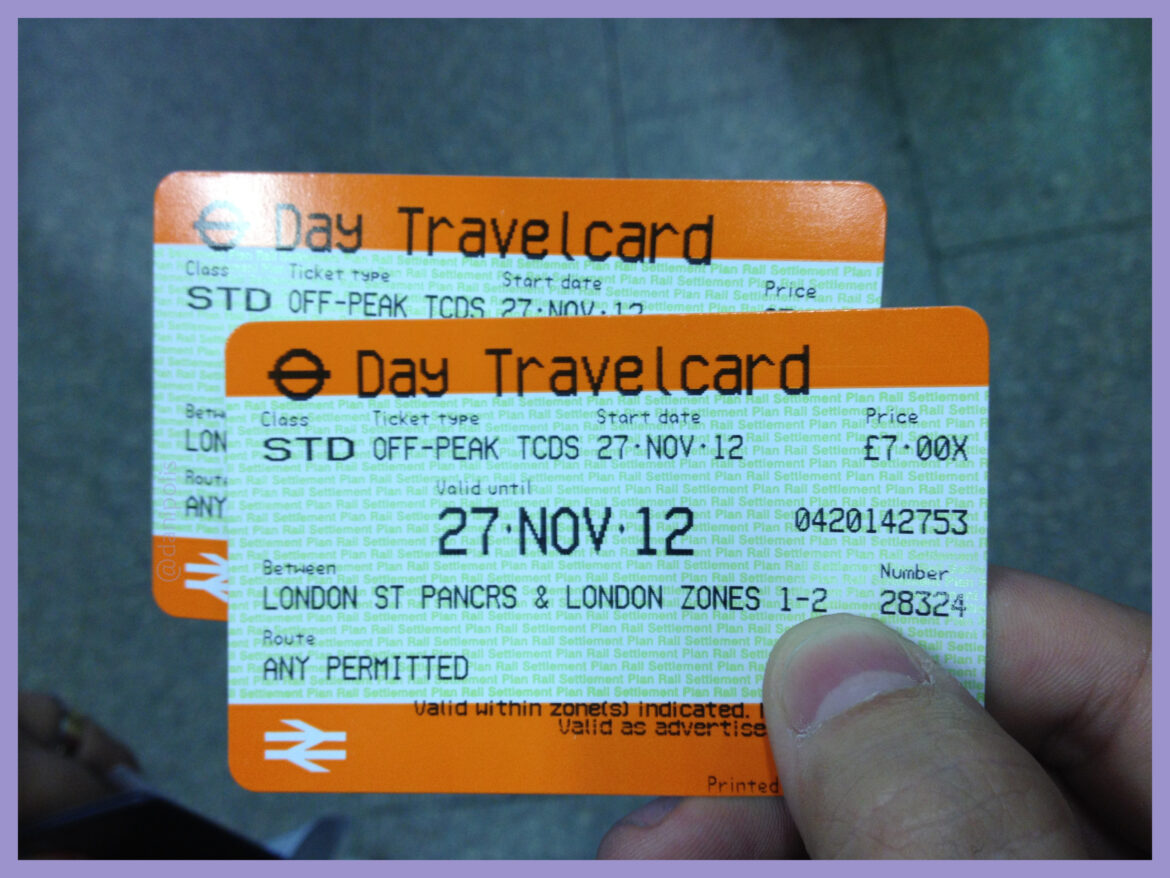 Day Travelcard
Class Ticket type Start date Price
STD OFF-PEAK TCDS 27·NOV·12
LON
ANY
Day Travelcard
Class Ticket type Start date Price
STD OFF-PEAK TCDS 27·NOV·12 £7·00X
Valid until
27·NOV·12 0420142753
Between Number
LONDON ST PANCRS & LONDON ZONES 1-2 28324
Route
ANY PERMITTED
Valid within zone(s) indicated.
Valid as advertise
Printed
Rail Settlement Plan